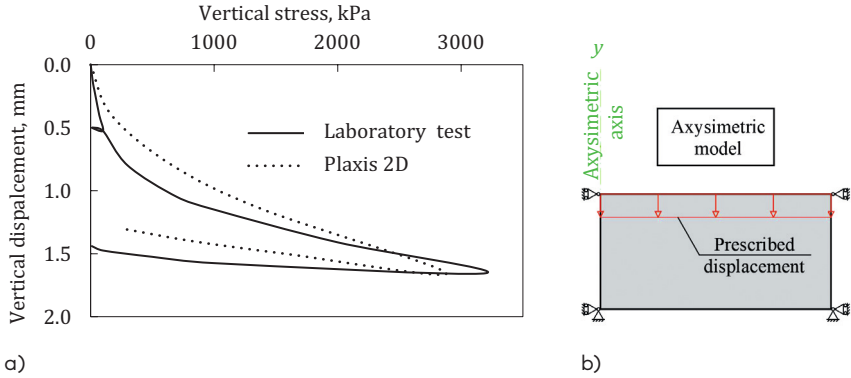 Vertical stress, kPa
0 1000 2000 3000
Vertical dispalcement, mm
0.0
0.5
1.0
1.5
2.0
Laboratory test
Plaxis 2D
a)
Axysimetric y
axis
Axysimetric
model
Prescribed
displacement
b)